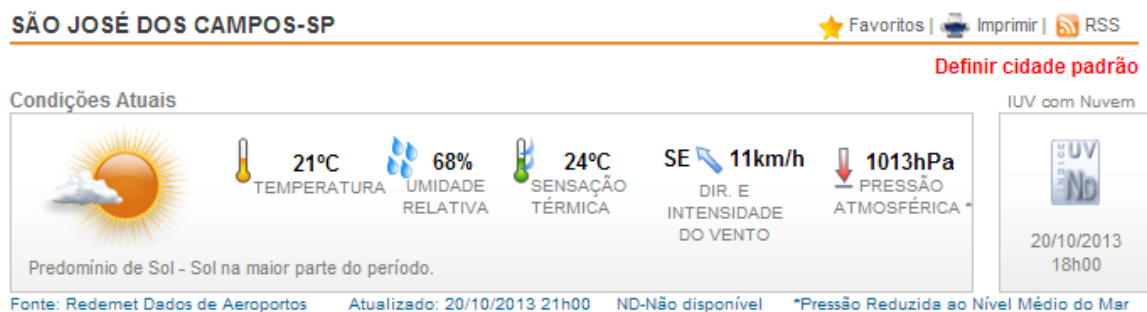 SÃO JOSÉ DOS CAMPOS-SP
Favoritos | Imprimir | RSS
Definir cidade padrão
Condições Atuais
IUV com Nuvem
21ºC
TEMPERATURA
68%
UMIDADE
RELATIVA
24ºC
SENSAÇÃO
TÉRMICA
SE 11km/h
DIR. E
INTENSIDADE
DO VENTO
1013hPa
PRESSÃO
ATMOSFÉRICA *
INDICE UV
ND
20/10/2013
18h00
Predomínio de Sol - Sol na maior parte do período.
Fonte: Redemet Dados de Aeroportos Atualizado: 20/10/2013 21h00 ND-Não disponível *Pressão Reduzida ao Nível Médio do Mar